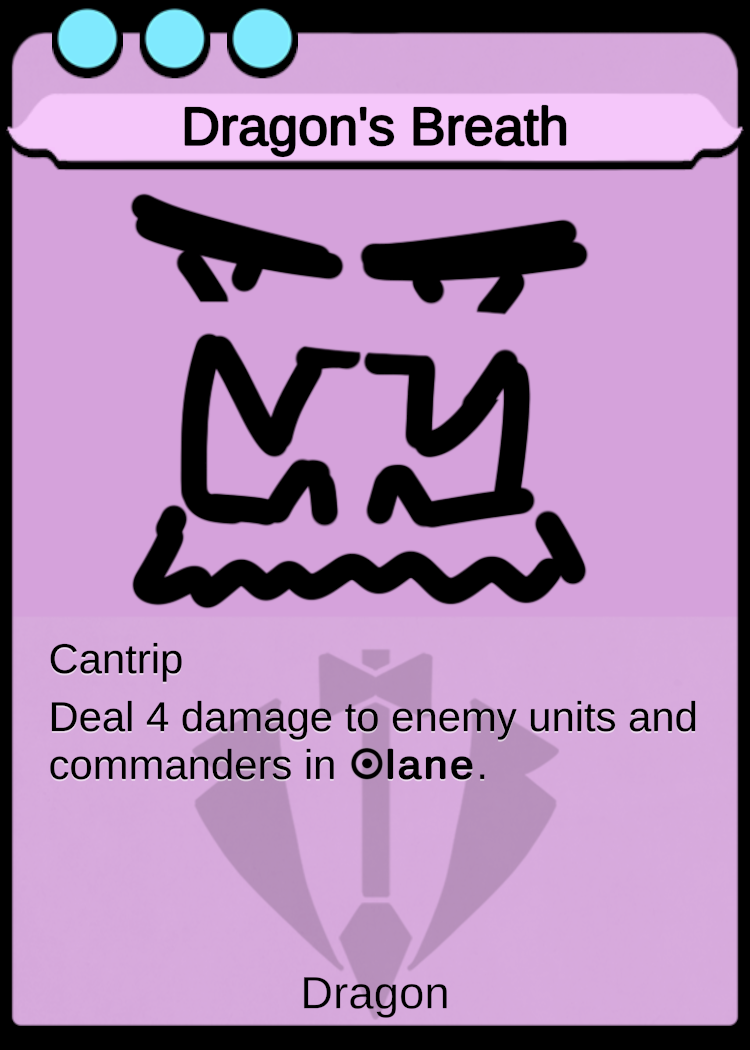 Dragon's Breath
Cantrip
Deal 4 damage to enemy units and
commanders in lane.
Dragon